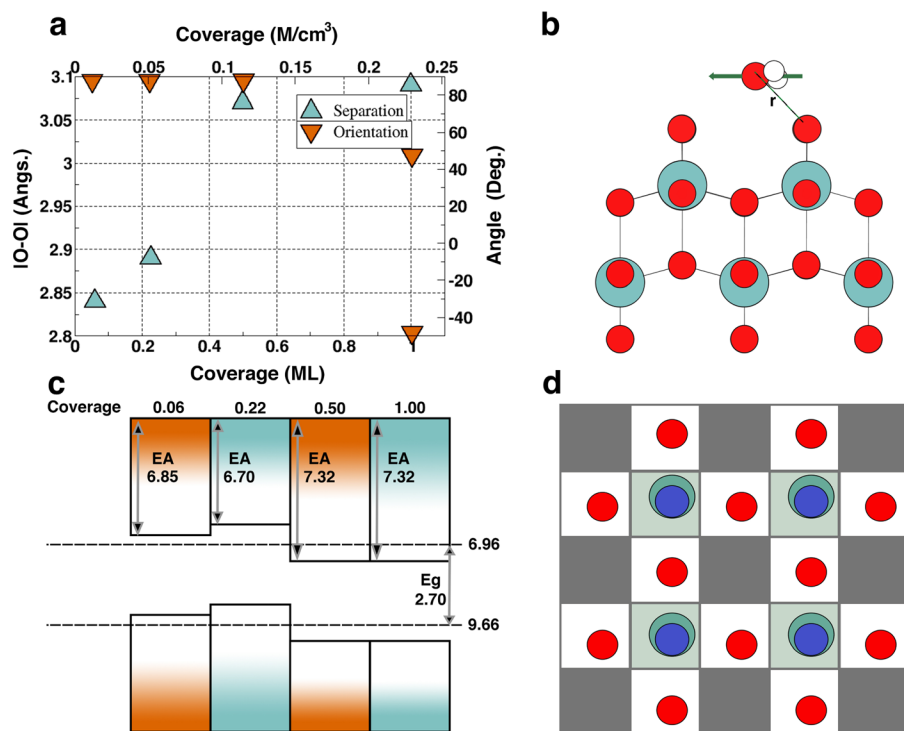 a
Coverage (M/cm³)
0 0.05 0.1 0.15 0.2 0.25
3.1
3.05
3
2.95
2.9
2.85
2.8
IO-OI (Angs.)
Separation
Orientation
80
60
40
20
0
-20
-40
Angle (Deg.)
0 0.2 0.4 0.6 0.8 1
Coverage (ML)
b
r
c
Coverage 0.06 0.22 0.50 1.00
EA 6.85
EA 6.70
EA 7.32
EA 7.32
6.96
Eg 2.70
9.66
d